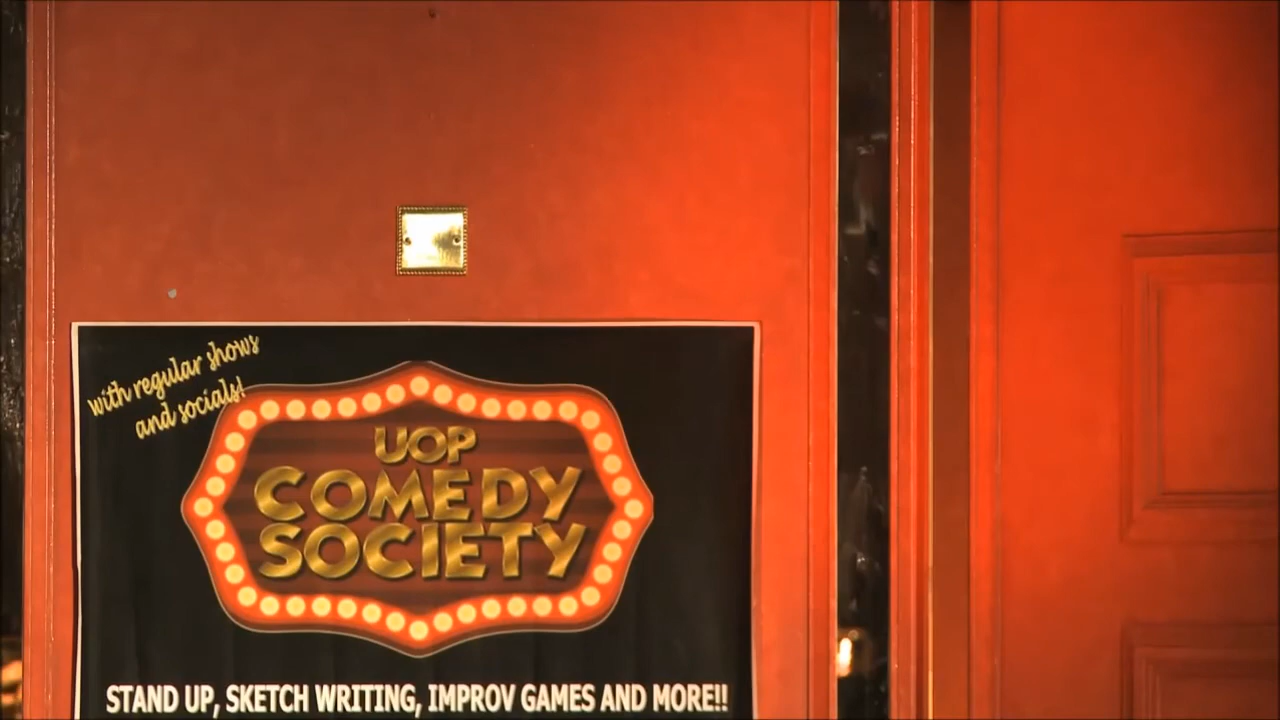 with regular shows
and socials!
UOP
COMEDY
SOCIETY
STAND UP, SKETCH WRITING, IMPROV GAMES AND MORE!!